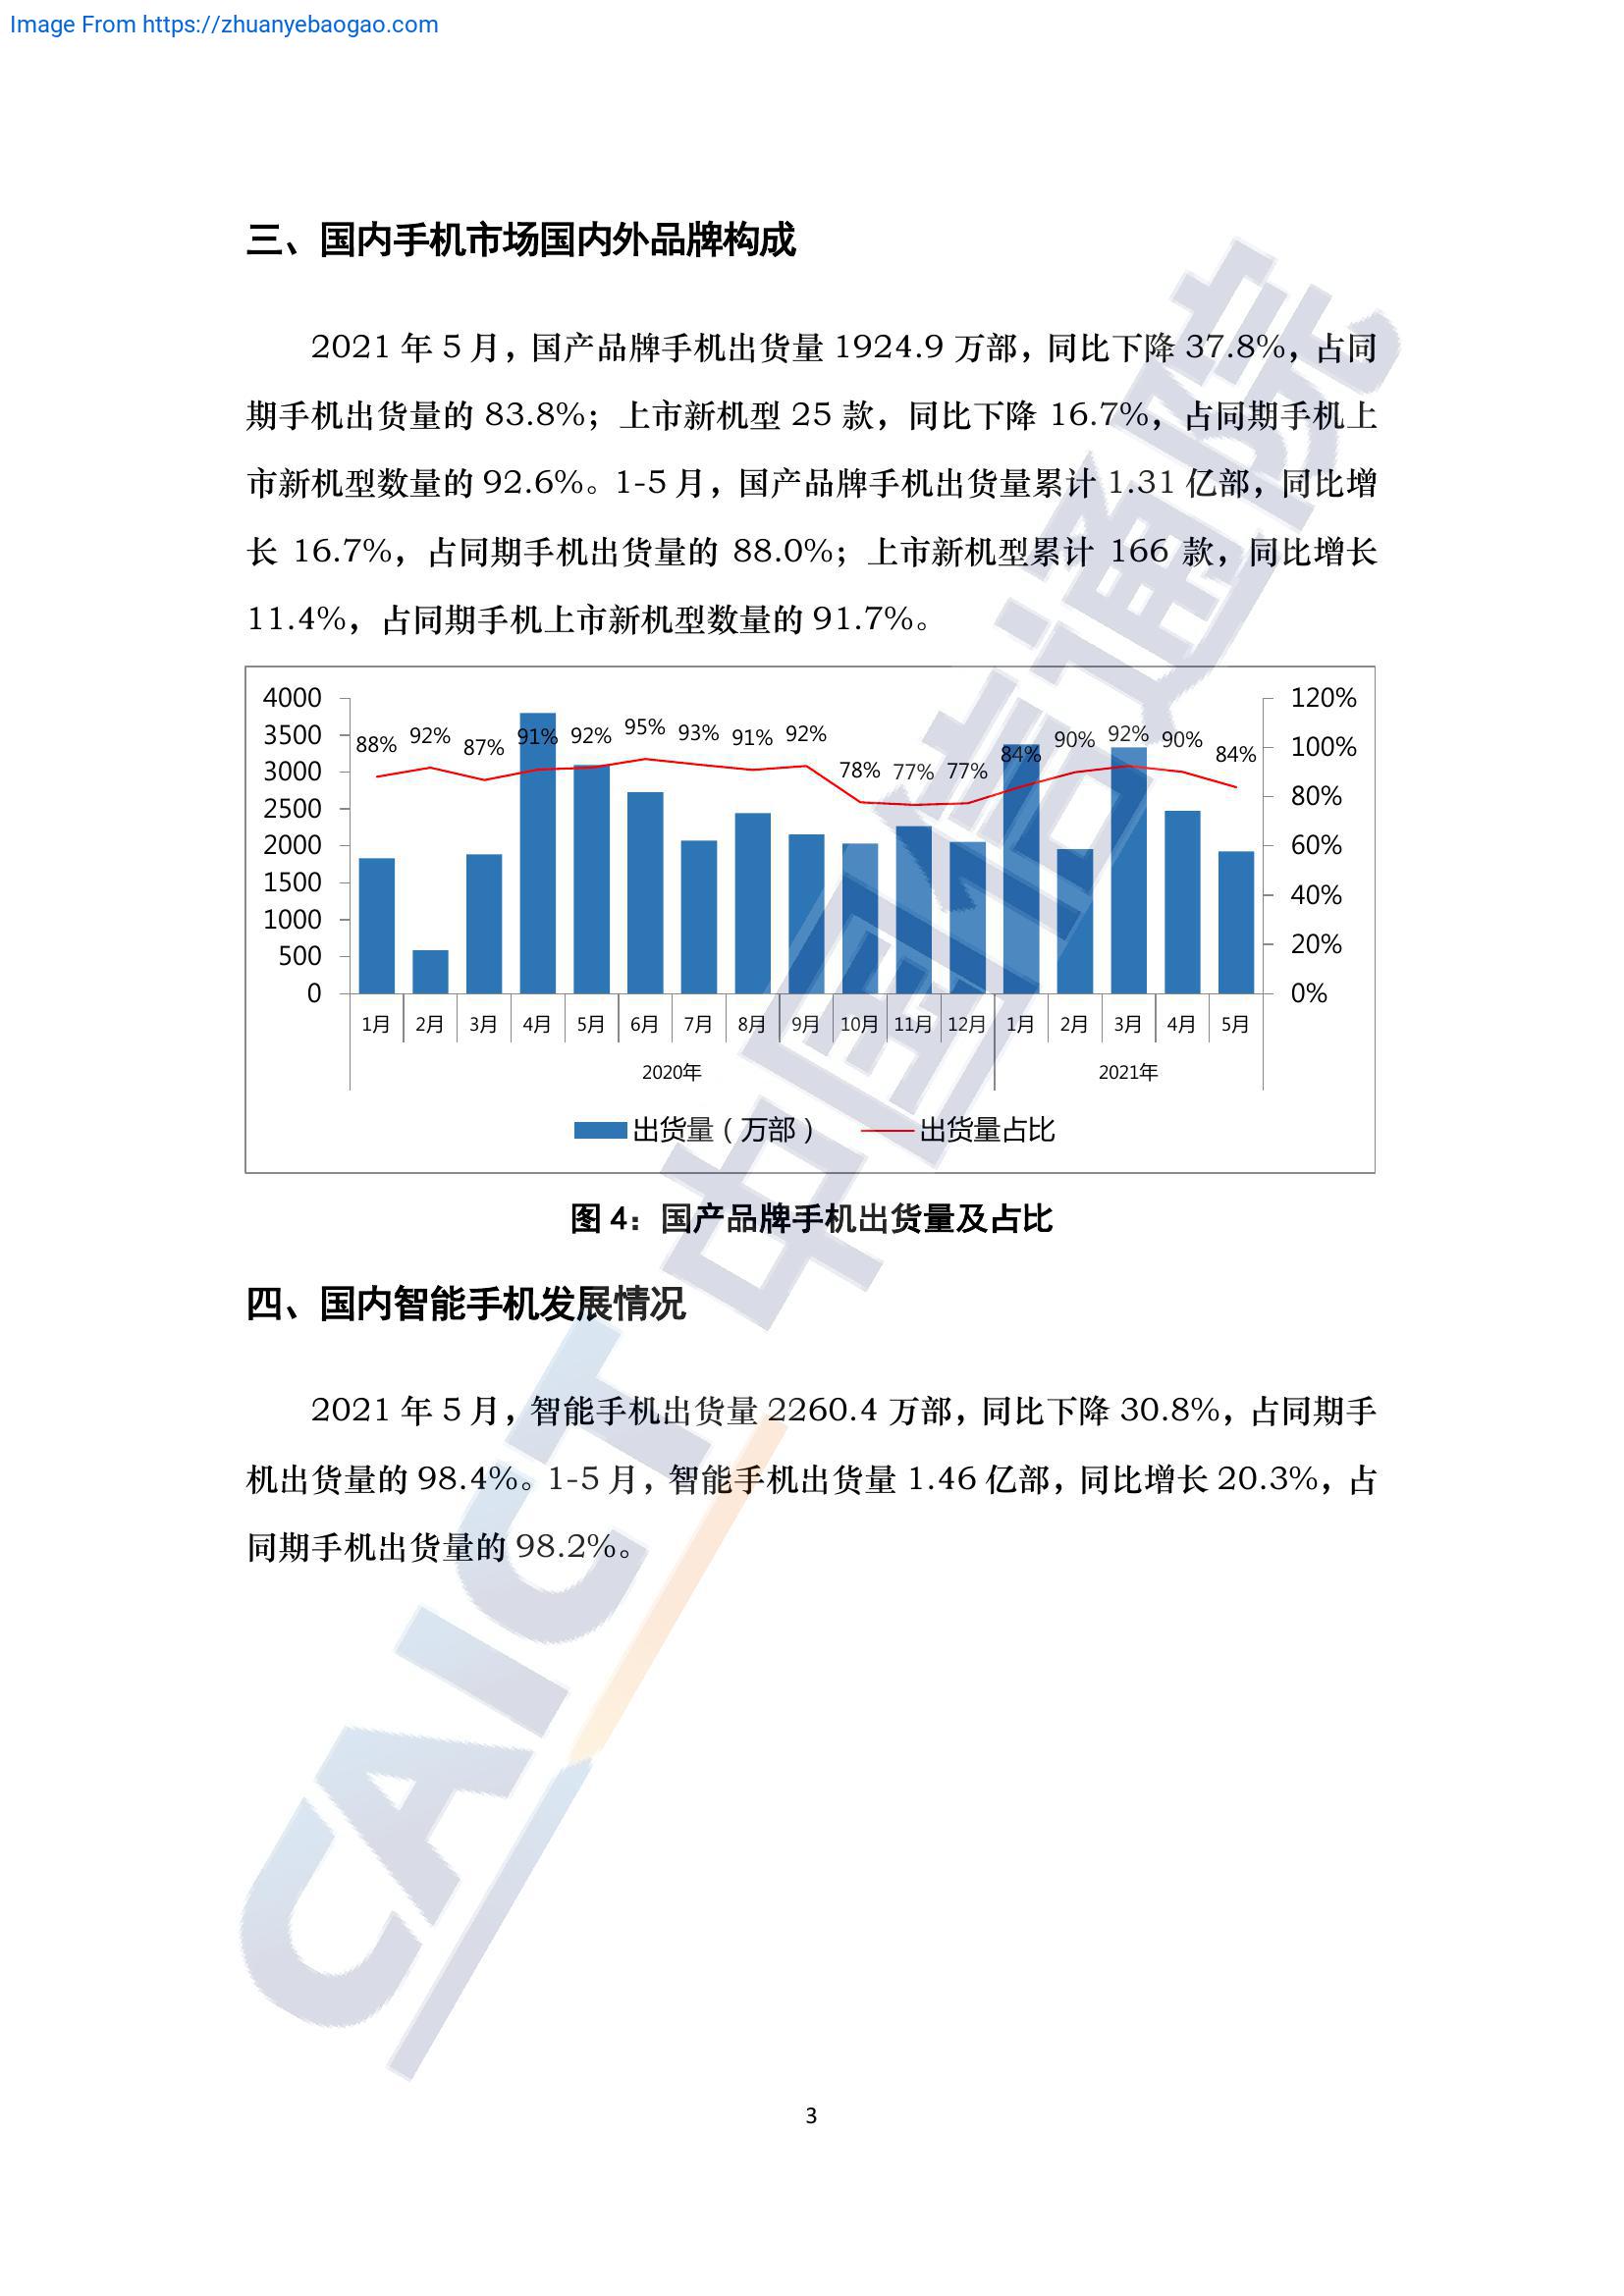 Image From https://zhuanyebaogao.com
三、国内手机市场国内外品牌构成
2021 年 5 月，国产品牌手机出货量 1924.9 万部，同比下降 37.8%，占同
期手机出货量的 83.8%；上市新机型 25 款，同比下降 16.7%，占同期手机上
市新机型数量的 92.6%。1-5 月，国产品牌手机出货量累计 1.31 亿部，同比增
长 16.7%，占同期手机出货量的 88.0%；上市新机型累计 166 款，同比增长
11.4%，占同期手机上市新机型数量的 91.7%。
4000
3500
3000
2500
2000
1500
1000
500
0
88% 92% 87% 91% 92% 95% 93% 91% 92% 78% 77% 77% 84% 90% 92% 90% 84%
120%
100%
80%
60%
40%
20%
0%
1月 2月 3月 4月 5月 6月 7月 8月 9月 10月 11月 12月 1月 2月 3月 4月 5月
2020年 2021年
出货量（万部） 出货量占比
图 4：国产品牌手机出货量及占比
四、国内智能手机发展情况
2021 年 5 月，智能手机出货量 2260.4 万部，同比下降 30.8%，占同期手
机出货量的 98.4%。1-5 月，智能手机出货量 1.46 亿部，同比增长 20.3%，占
同期手机出货量的 98.2%。
CAICT 中国信通院
3